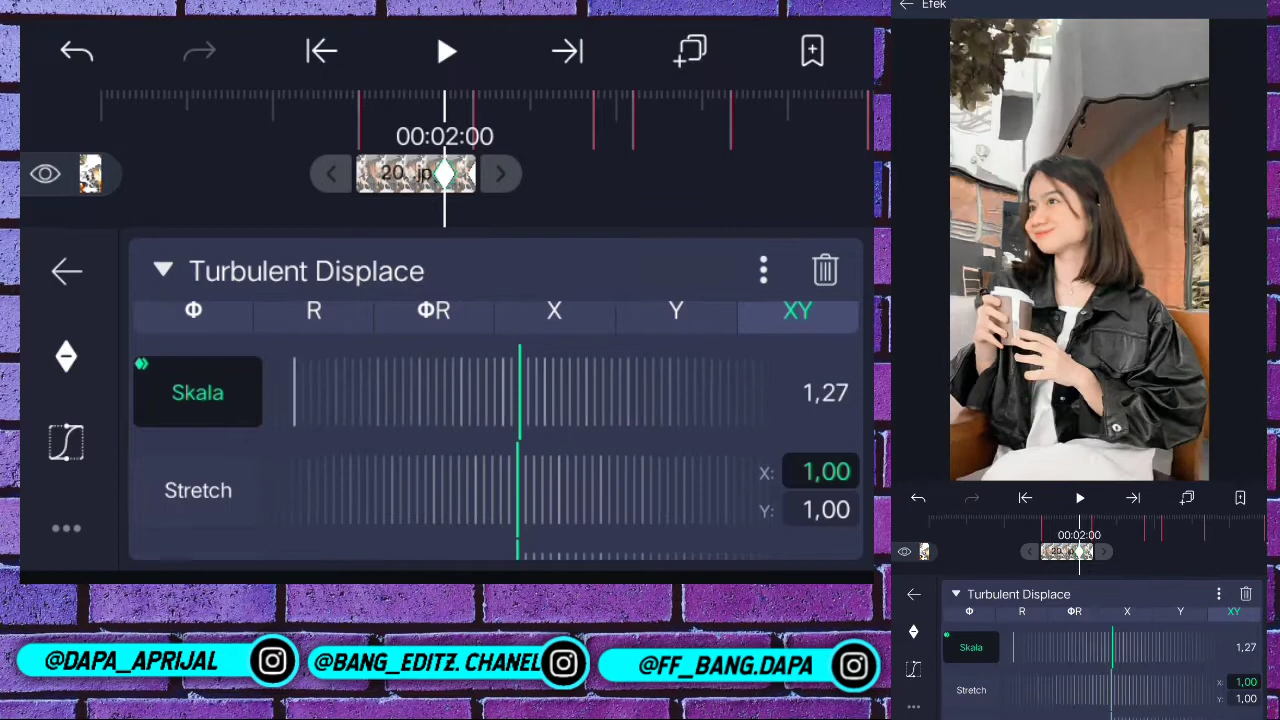 00:02:00
20. .jp
Turbulent Displace
Φ R ΦR X Y XY
Skala 1,27
Stretch X: 1,00
Y: 1,00
@DAPA_APRIJAL @BANG_EDITZ. CHANEL @FF_BANG.DAPA
Efek
00:02:00
20. .jp
Turbulent Displace
Φ R ΦR X Y XY
Skala 1,27
Stretch X: 1,00
Y: 1,00